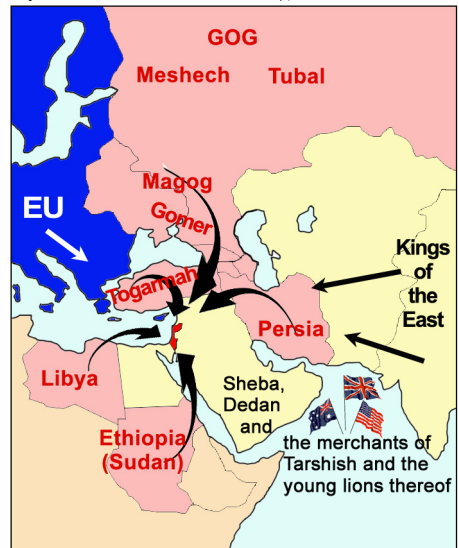 GOG
Meshech Tubal
Magog
Gomer
EU
Togarmah
Kings
of
the
East
Persia
Libya
Sheba,
Dedan
and
the merchants of
Tarshish and the
young lions thereof
Ethiopia
(Sudan)